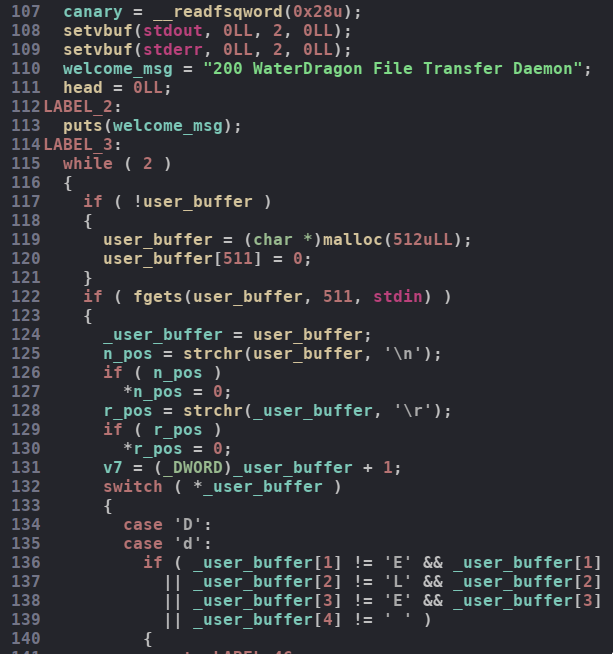 107 canary = __readfsqword(0x28u);
108 setvbuf(stdout, 0LL, 2, 0LL);
109 setvbuf(stderr, 0LL, 2, 0LL);
110 welcome_msg = "200 WaterDragon File Transfer Daemon";
111 head = 0LL;
112 LABEL_2:
113 puts(welcome_msg);
114 LABEL_3:
115 while ( 2 )
116 {
117 if ( !user_buffer )
118 {
119 user_buffer = (char *)malloc(512uLL);
120 user_buffer[511] = 0;
121 }
122 if ( fgets(user_buffer, 511, stdin) )
123 {
124 _user_buffer = user_buffer;
125 n_pos = strchr(user_buffer, '\n');
126 if ( n_pos )
127 *n_pos = 0;
128 r_pos = strchr(_user_buffer, '\r');
129 if ( r_pos )
130 *r_pos = 0;
131 v7 = (_DWORD)_user_buffer + 1;
132 switch ( *_user_buffer )
133 {
134 case 'D':
135 case 'd':
136 if ( _user_buffer[1] != 'E' && _user_buffer[1]
137 || _user_buffer[2] != 'L' && _user_buffer[2]
138 || _user_buffer[3] != 'E' && _user_buffer[3]
139 || _user_buffer[4] != ' ' )
140 {